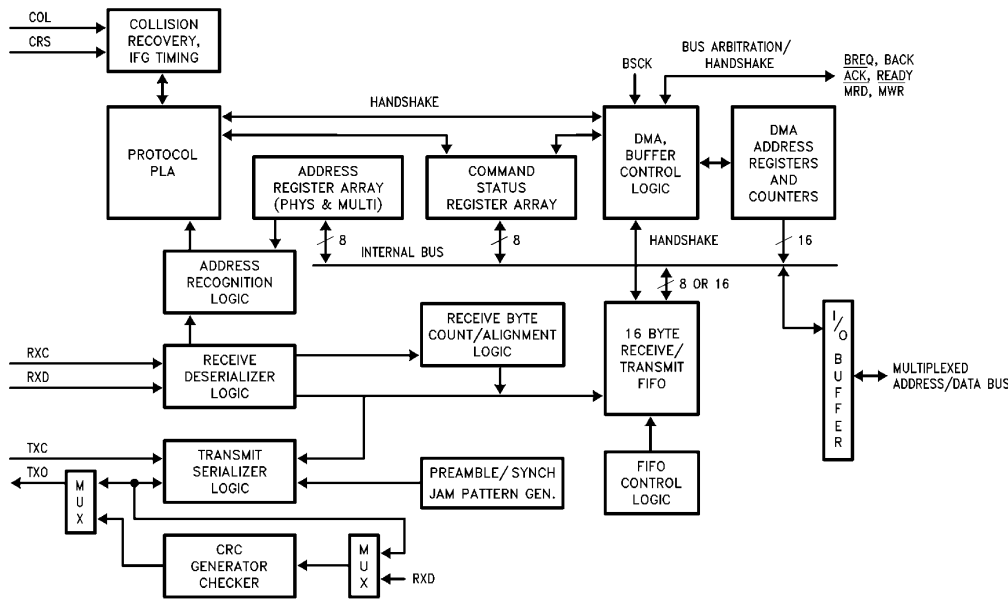 COL
CRS
COLLISION
RECOVERY,
IFG TIMING
BSCK
BUS ARBITRATION/
HANDSHAKE
BREQ, BACK
ACK, READY
MRD, MWR
HANDSHAKE
PROTOCOL
PLA
ADDRESS
REGISTER ARRAY
(PHYS & MULTI)
COMMAND
STATUS
REGISTER ARRAY
DMA,
BUFFER
CONTROL
LOGIC
DMA
ADDRESS
REGISTERS
AND
COUNTERS
8
8
HANDSHAKE
16
INTERNAL BUS
8 OR 16
ADDRESS
RECOGNITION
LOGIC
RECEIVE BYTE
COUNT/ALIGNMENT
LOGIC
16 BYTE
RECEIVE/
TRANSMIT
FIFO
I/O BUFFER
RXC
RXD
RECEIVE
DESERIALIZER
LOGIC
MULTIPLEXED
ADDRESS/DATA BUS
TXC
TXO
MUX
TRANSMIT
SERIALIZER
LOGIC
PREAMBLE/SYNCH
JAM PATTERN GEN.
FIFO
CONTROL
LOGIC
CRC
GENERATOR
CHECKER
MUX
RXD